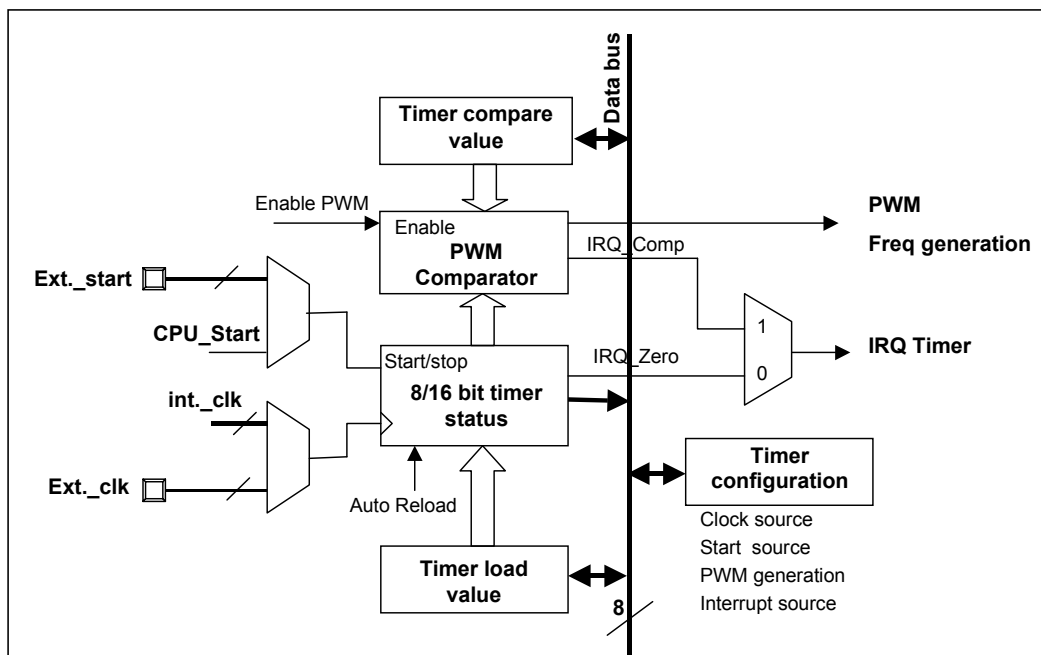 Data bus
Timer compare
value
Enable PWM
Enable
PWM
Comparator
PWM
Freq generation
IRQ_Comp
Ext._start
CPU_Start
1
0
IRQ Timer
Start/stop
IRQ_Zero
8/16 bit timer
status
int._clk
Ext._clk
Auto Reload
Timer
configuration
Clock source
Start source
PWM generation
Interrupt source
Timer load
value
8